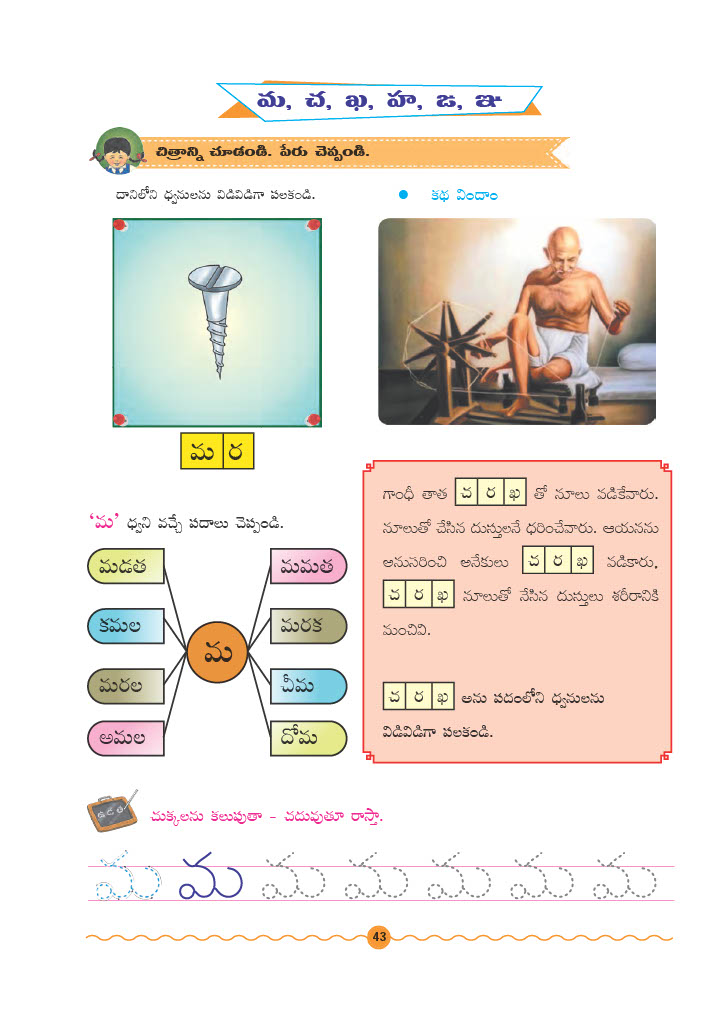 మ, చ, ఖ, హ, ఙ, ఞ
చిత్రాన్ని చూడండి. పేరు చెప్పండి.
దానిలోని ధ్వనులను విడివిడిగా పలకండి.
మ ర
‘మ’ ధ్వని వచ్చే పదాలు చెప్పండి.
మడత
కమల
మరల
అమల
మ
మమత
మరక
చీమ
దోమ
• కథ విందాం
గాంధీ తాత చ ర ఖ తో నూలు వడికేవారు.
నూలుతో చేసిన దుస్తులనే ధరించేవారు. ఆయనను
అనుసరించి అనేకులు చ ర ఖ వడికారు,
చ ర ఖ నూలుతో నేసిన దుస్తులు శరీరానికి
మంచివి.
చ ర ఖ అను పదంలోని ధ్వనులను
విడివిడిగా పలకండి.
ఉ డ త
చుక్కలను కలుపుతా - చదువుతూ రాస్తా.
మ మ మ మ మ మ మ
43